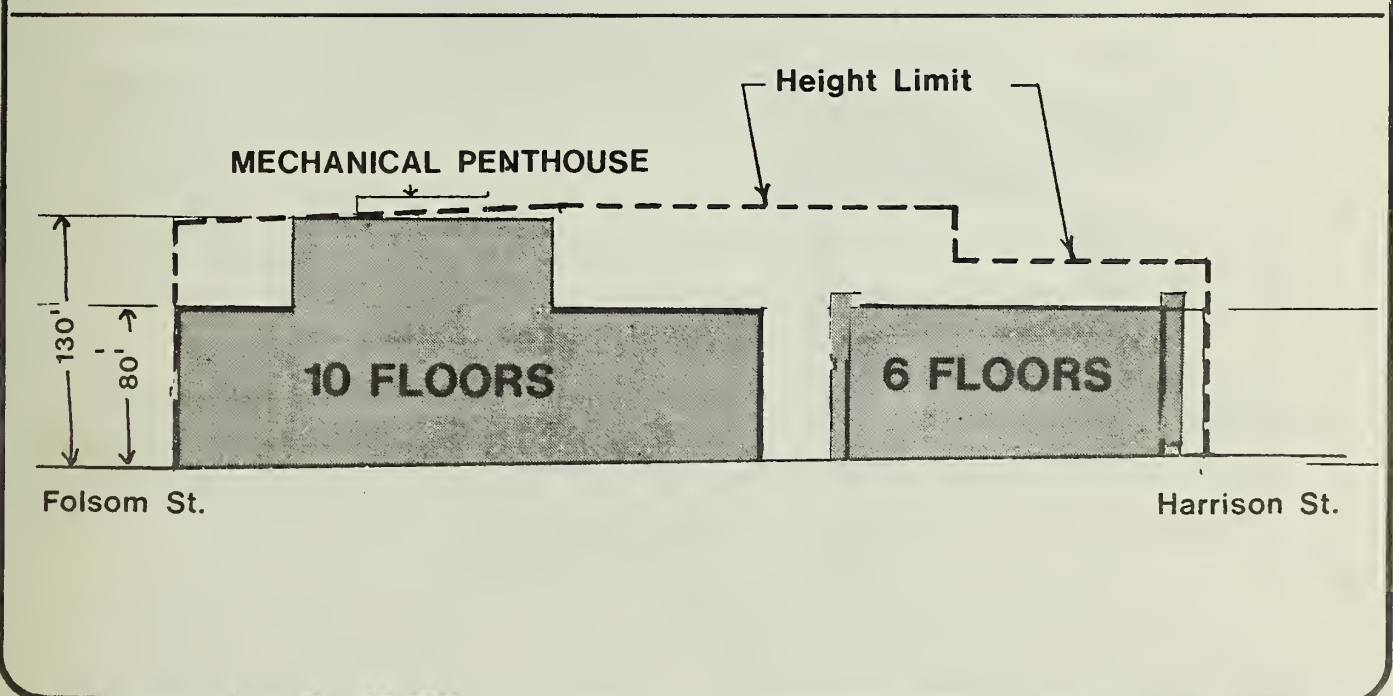 Height Limit
MECHANICAL PENTHOUSE
130'
80'
10 FLOORS
6 FLOORS
Folsom St.
Harrison St.